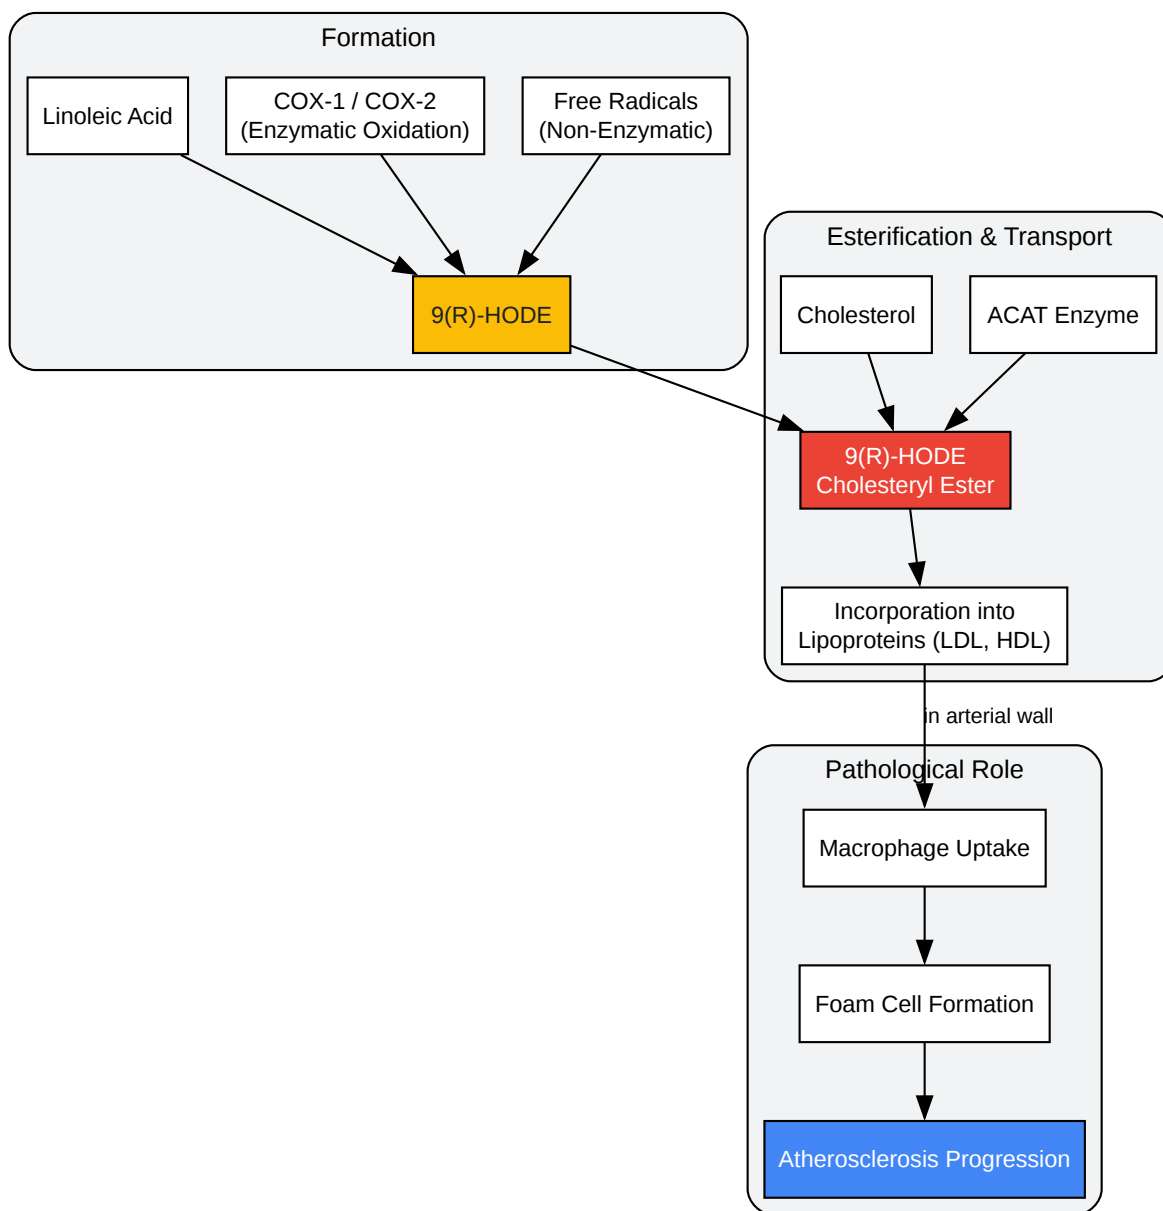 Formation
Linoleic Acid
COX-1 / COX-2
(Enzymatic Oxidation)
Free Radicals
(Non-Enzymatic)
9(R)-HODE
Esterification & Transport
Cholesterol
ACAT Enzyme
9(R)-HODE
Cholesteryl Ester
Incorporation into
Lipoproteins (LDL, HDL)
in arterial wall
Pathological Role
Macrophage Uptake
Foam Cell Formation
Atherosclerosis Progression